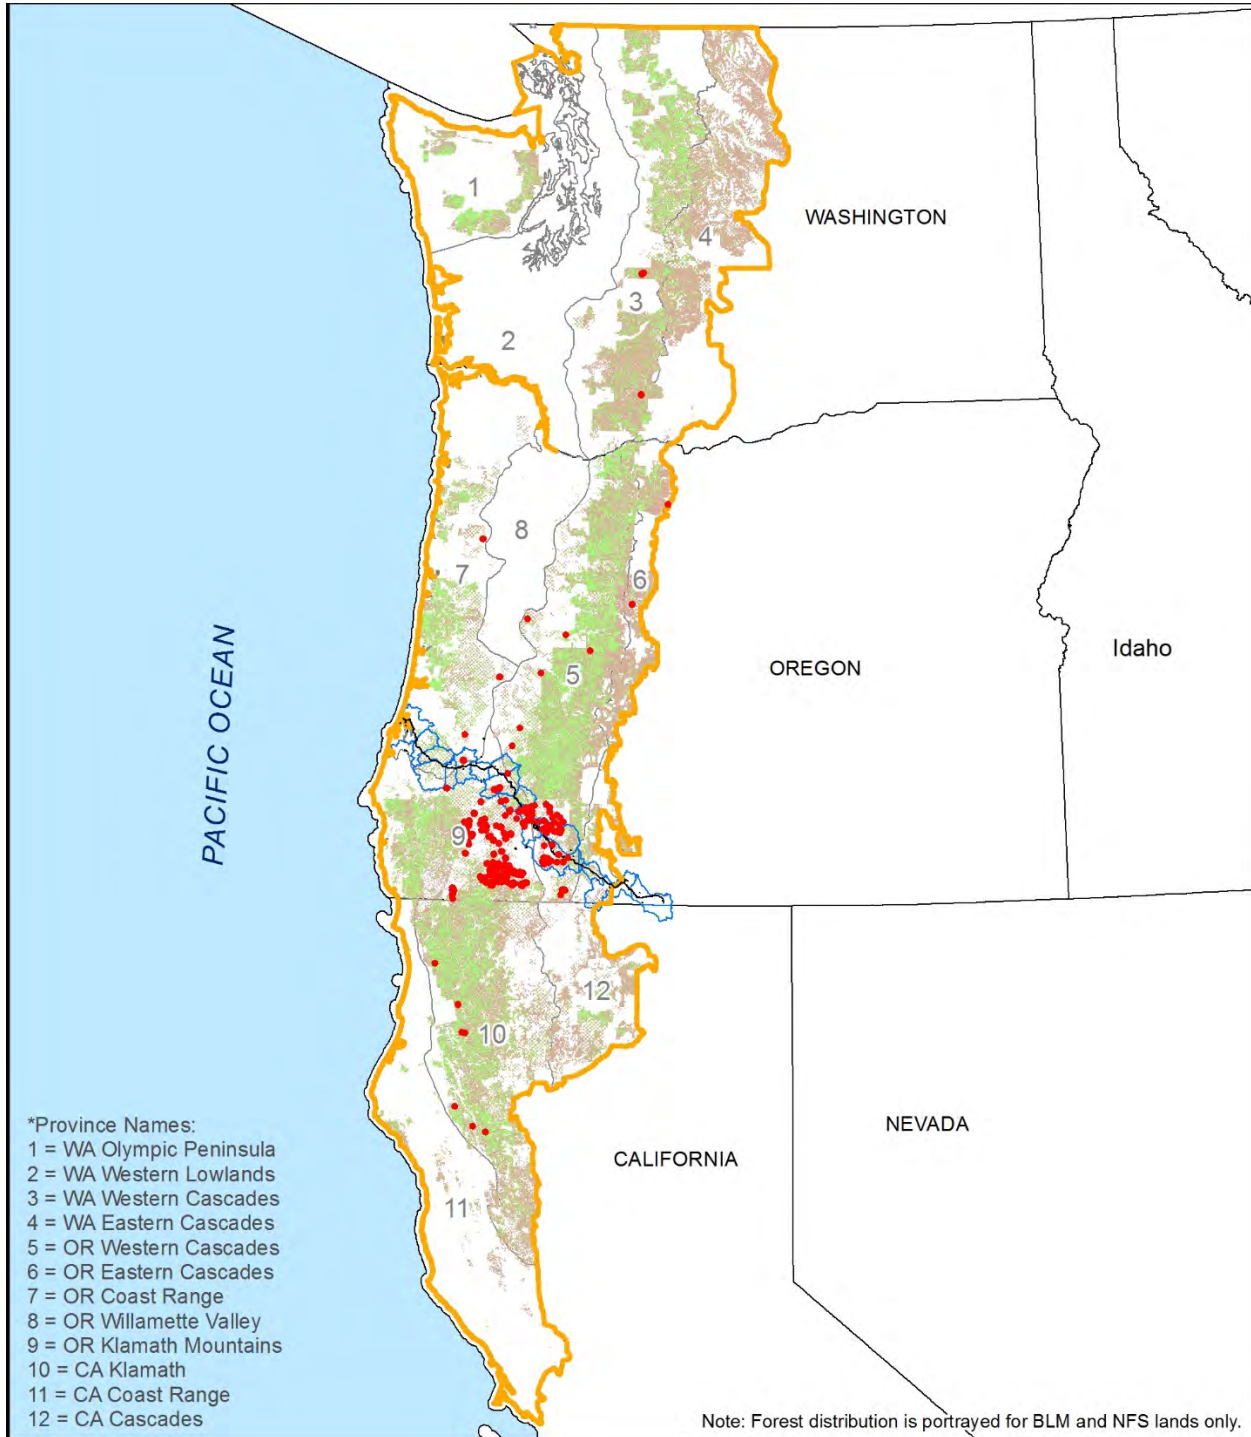 WASHINGTON
1
4
3
2
8
7
6
OREGON
Idaho
5
PACIFIC OCEAN
9
12
10
NEVADA
CALIFORNIA
11
*Province Names:
1 = WA Olympic Peninsula
2 = WA Western Lowlands
3 = WA Western Cascades
4 = WA Eastern Cascades
5 = OR Western Cascades
6 = OR Eastern Cascades
7 = OR Coast Range
8 = OR Willamette Valley
9 = OR Klamath Mountains
10 = CA Klamath
11 = CA Coast Range
12 = CA Cascades
Note: Forest distribution is portrayed for BLM and NFS lands only.